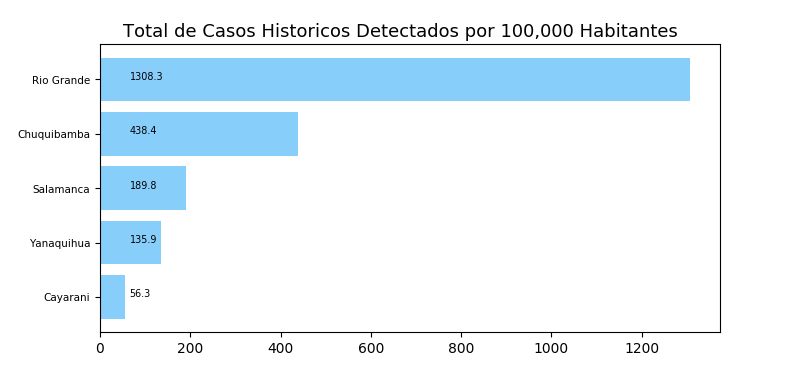 Total de Casos Historicos Detectados por 100,000 Habitantes
Rio Grande 1308.3
Chuquibamba 438.4
Salamanca 189.8
Yanaquihua 135.9
Cayarani 56.3
0 200 400 600 800 1000 1200